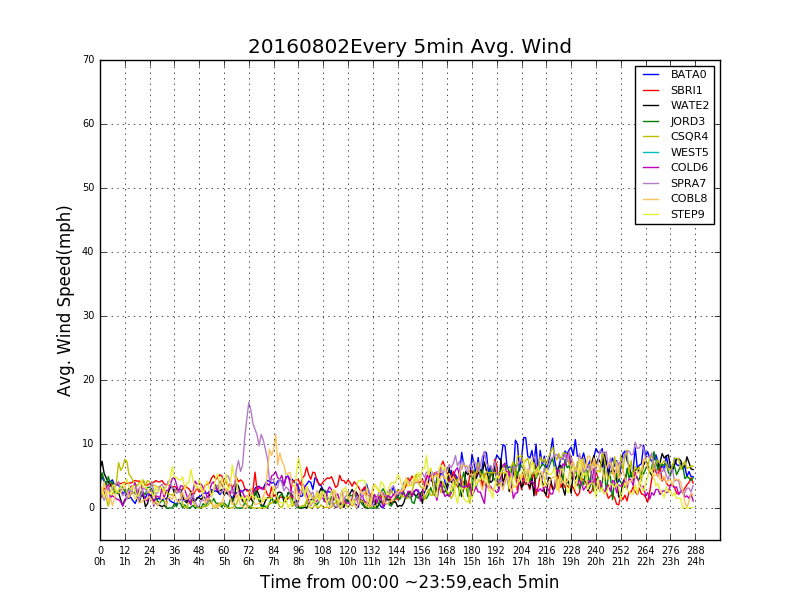 20160802Every 5min Avg. Wind
70
60
50
40
30
20
10
0
Avg. Wind Speed(mph)
BATA0
SBRI1
WATE2
JORD3
CSQR4
WEST5
COLD6
SPRA7
COBL8
STEP9
0 12 24 36 48 60 72 84 96 108 120 132 144 156 168 180 192 204 216 228 240 252 264 276 288
0h 1h 2h 3h 4h 5h 6h 7h 8h 9h 10h 11h 12h 13h 14h 15h 16h 17h 18h 19h 20h 21h 22h 23h 24h
Time from 00:00 ~23:59,each 5min